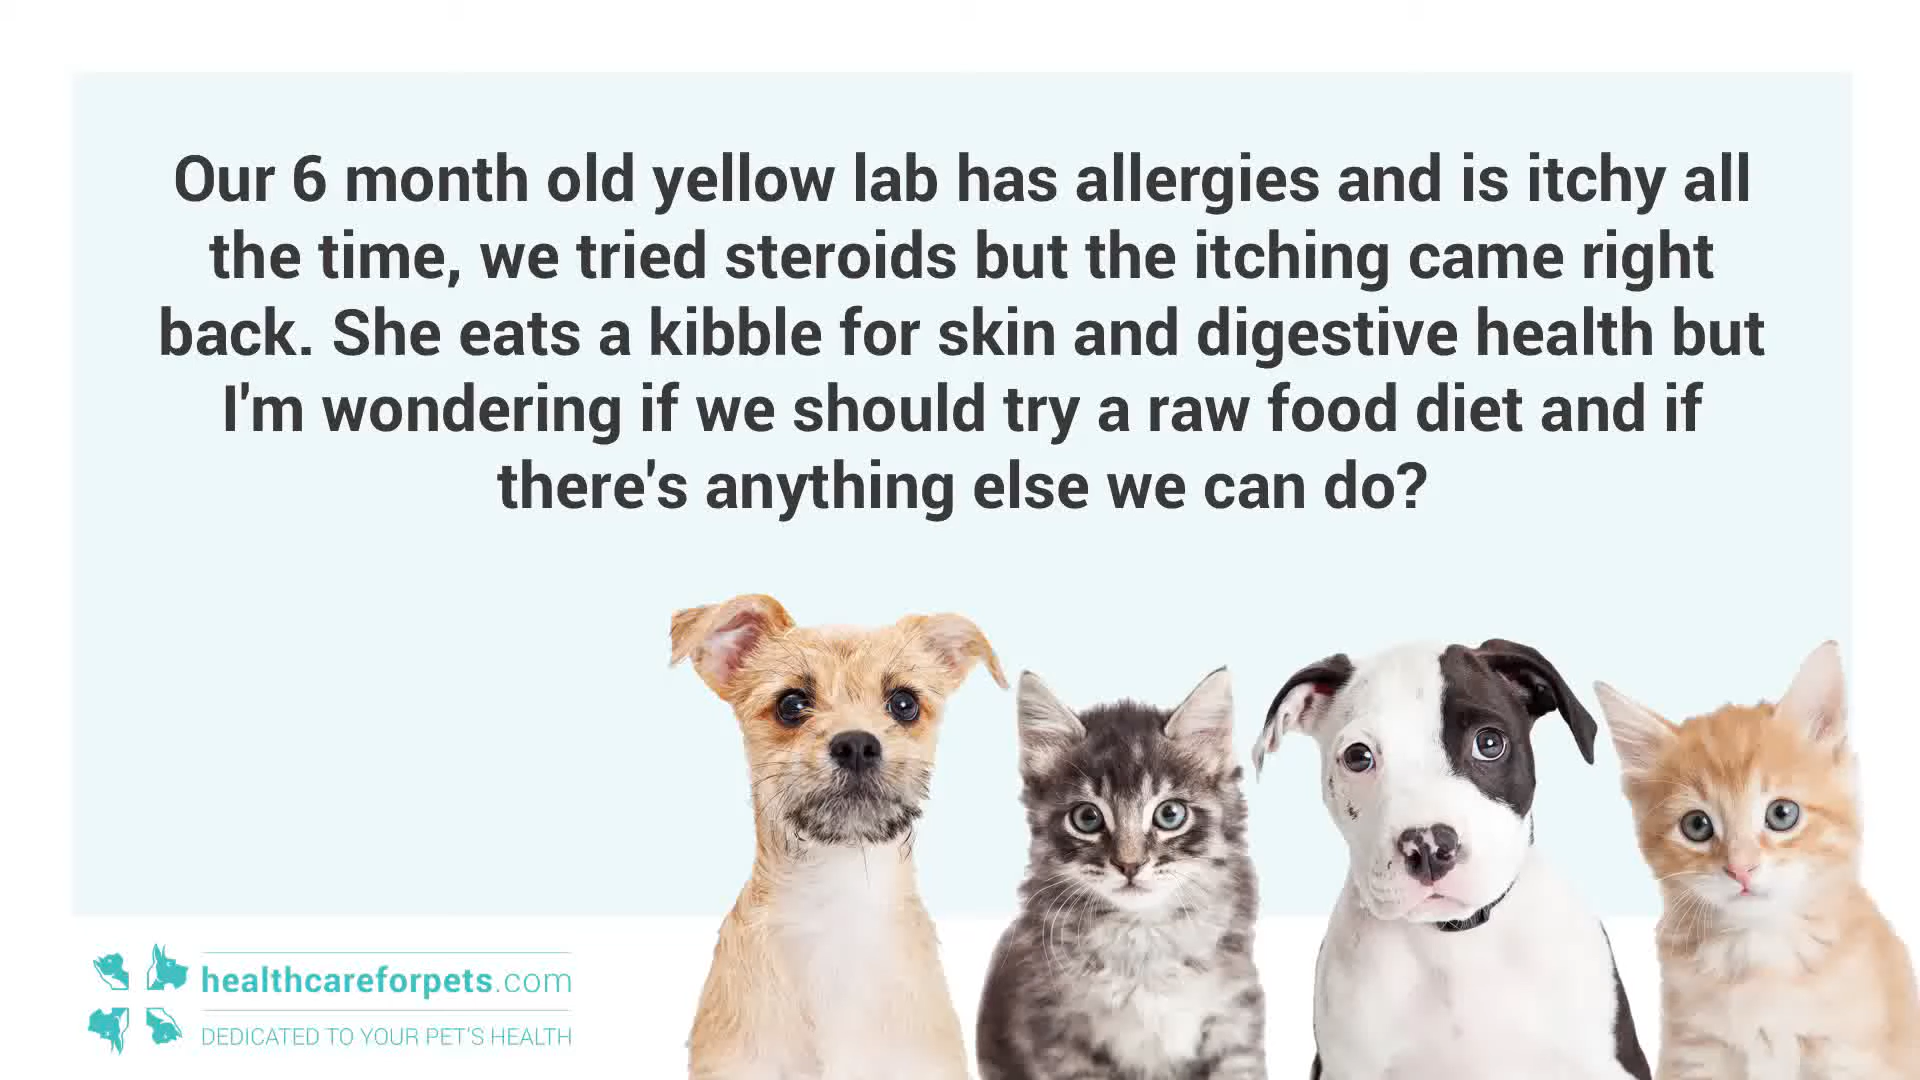 Our 6 month old yellow lab has allergies and is itchy all
the time, we tried steroids but the itching came right
back. She eats a kibble for skin and digestive health but
I'm wondering if we should try a raw food diet and if
there's anything else we can do?
healthcareforpets.com
DEDICATED TO YOUR PET'S HEALTH